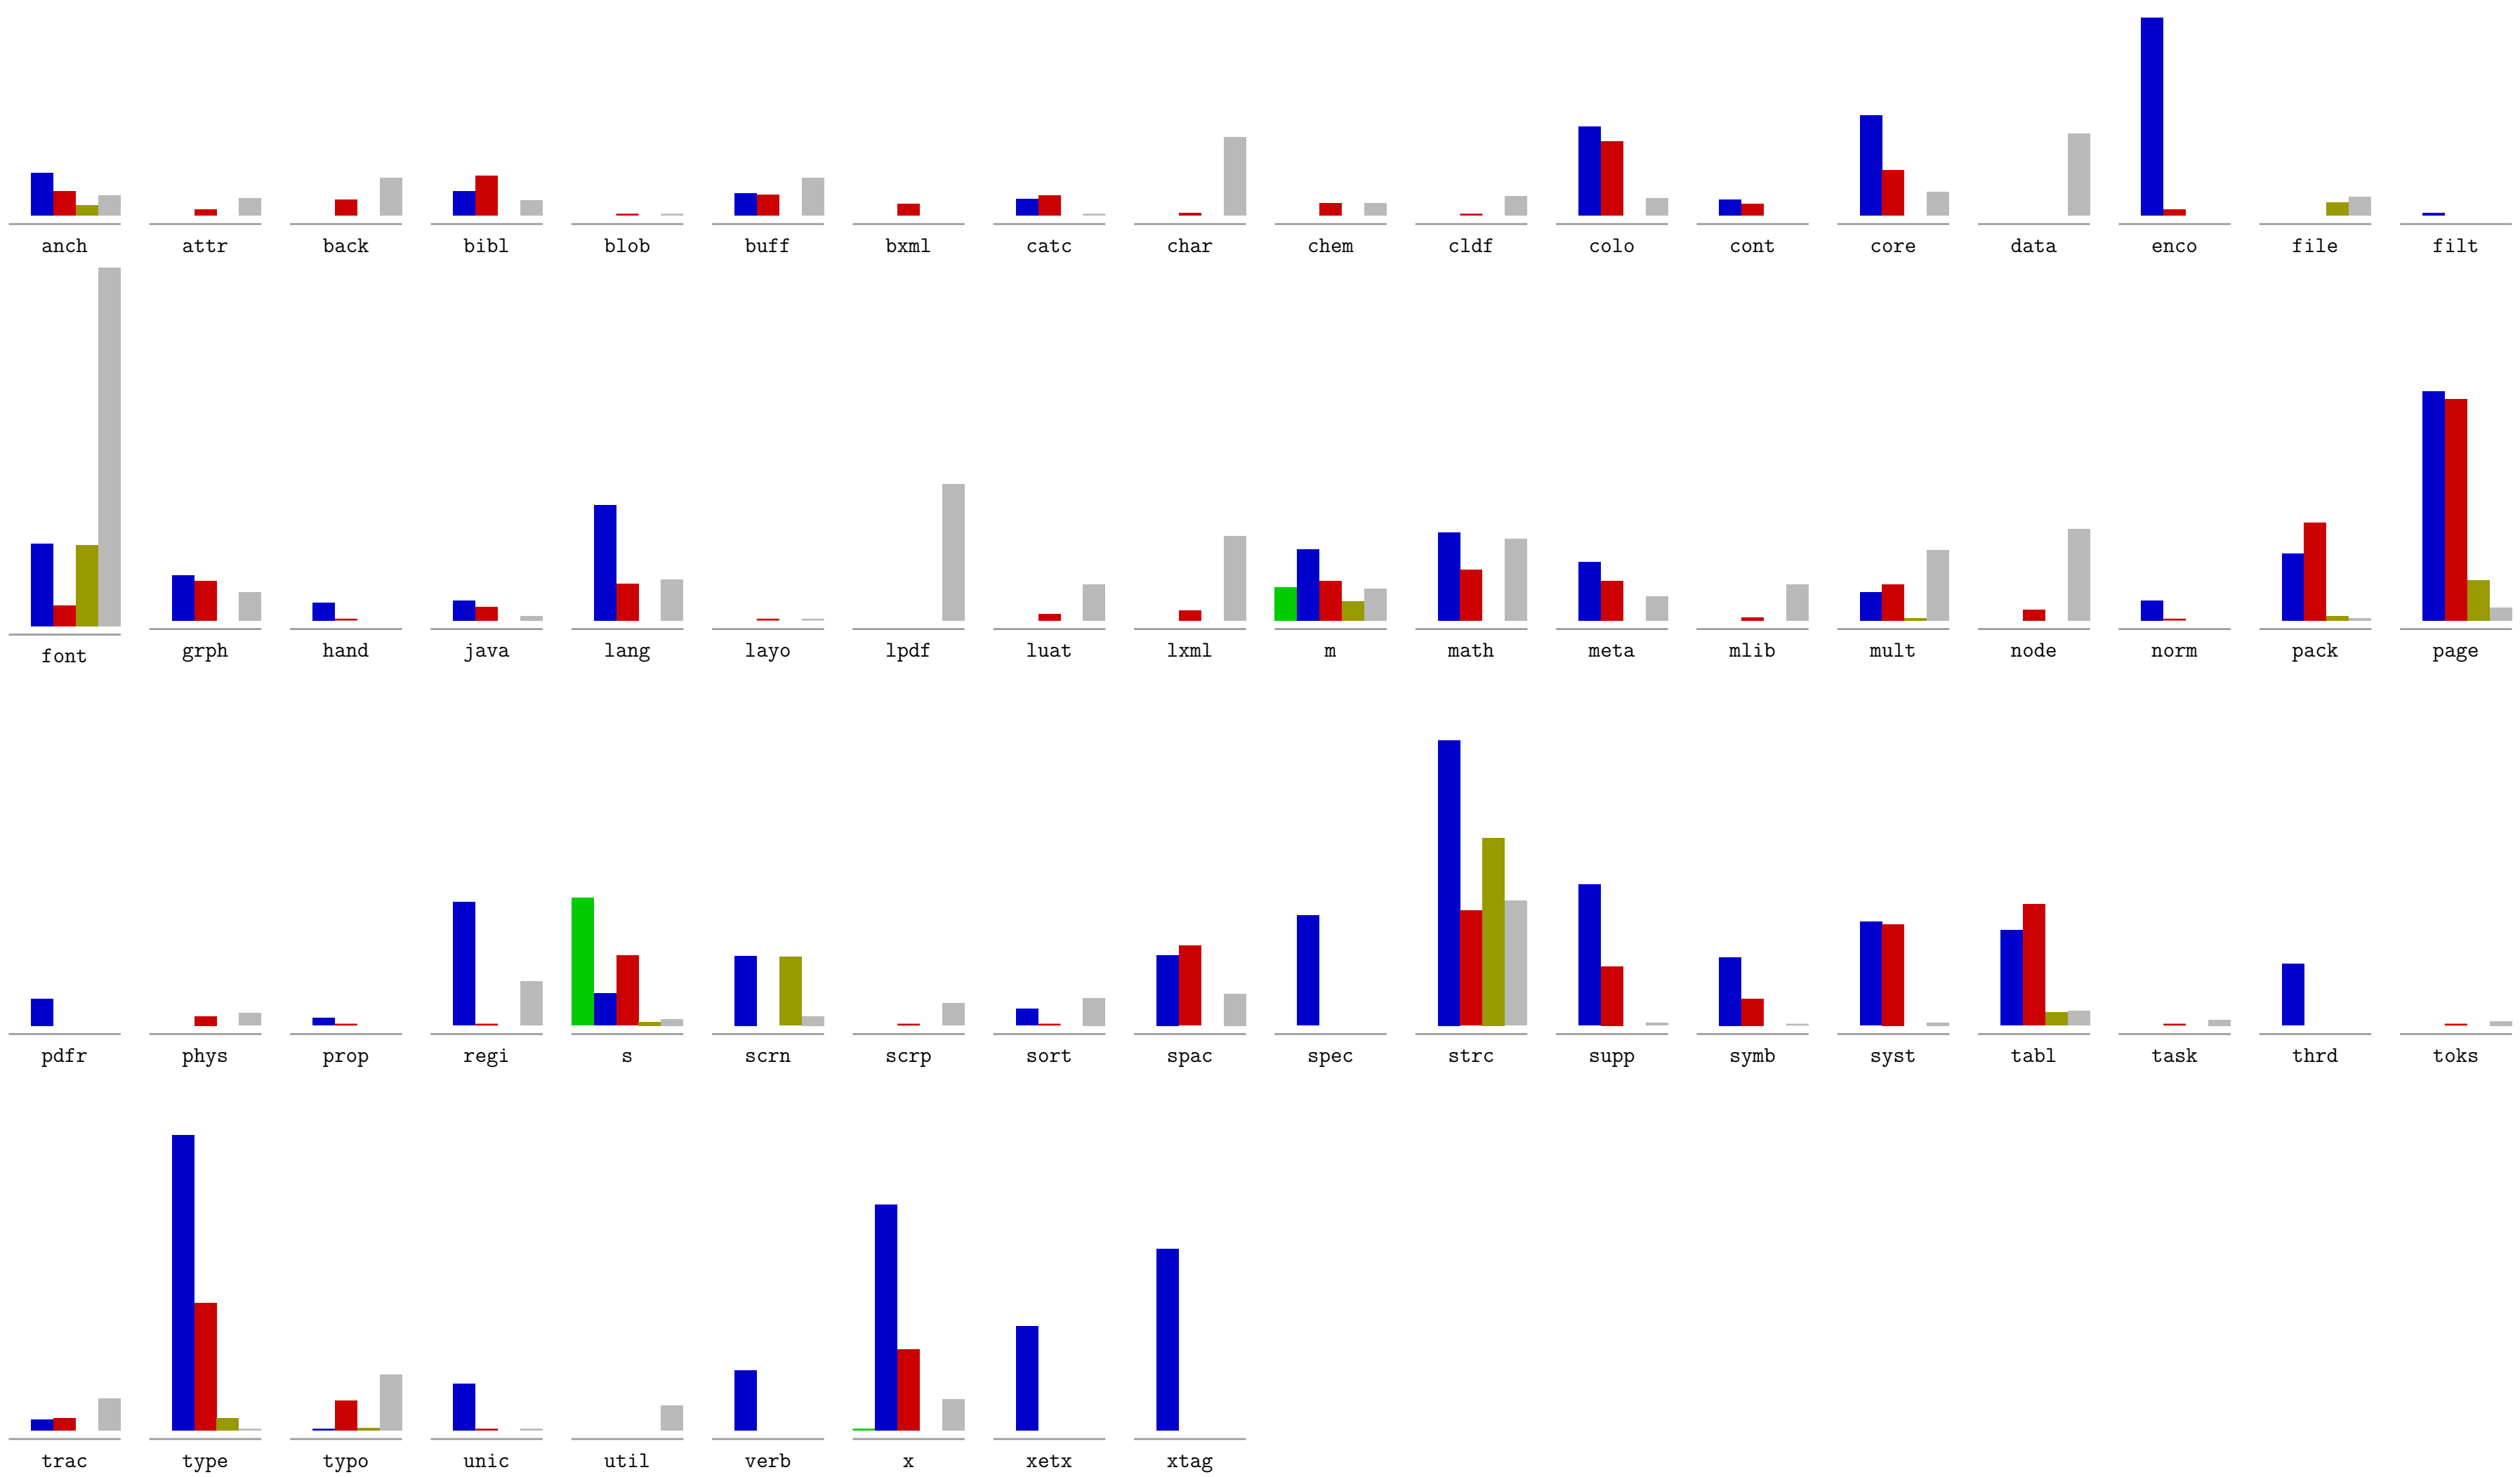 anch attr back bibl blob buff bxml catc char chem cldf colo cont core data enco file filt
font grph hand java lang layo lpdf luat lxml m math meta mlib mult node norm pack page
pdfr phys prop regi s scrn scrp sort spac spec strc supp symb syst tabl task thrd toks
trac type typo unic util verb x xetx xtag